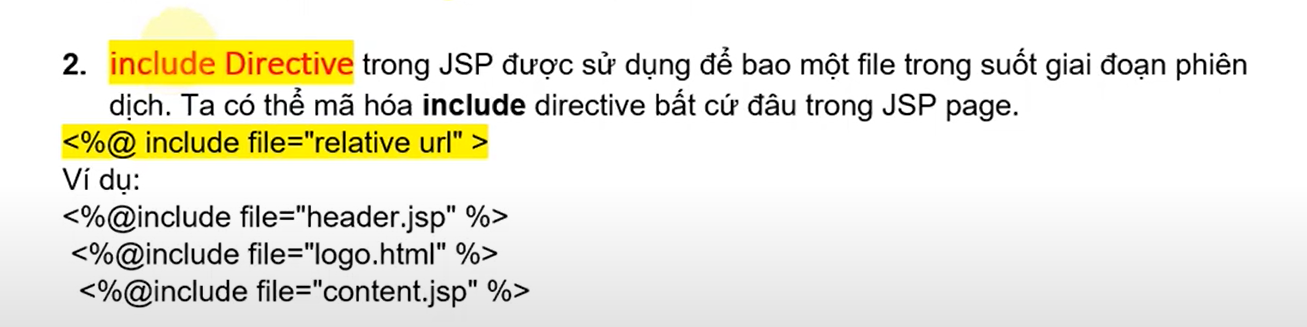 2. include Directive trong JSP được sử dụng để bao một file trong suốt giai đoạn phiên
dịch. Ta có thể mã hóa include directive bất cứ đâu trong JSP page.
<%@ include file="relative url" >
Ví dụ:
<%@include file="header.jsp" %>
<%@include file="logo.html" %>
<%@include file="content.jsp" %>